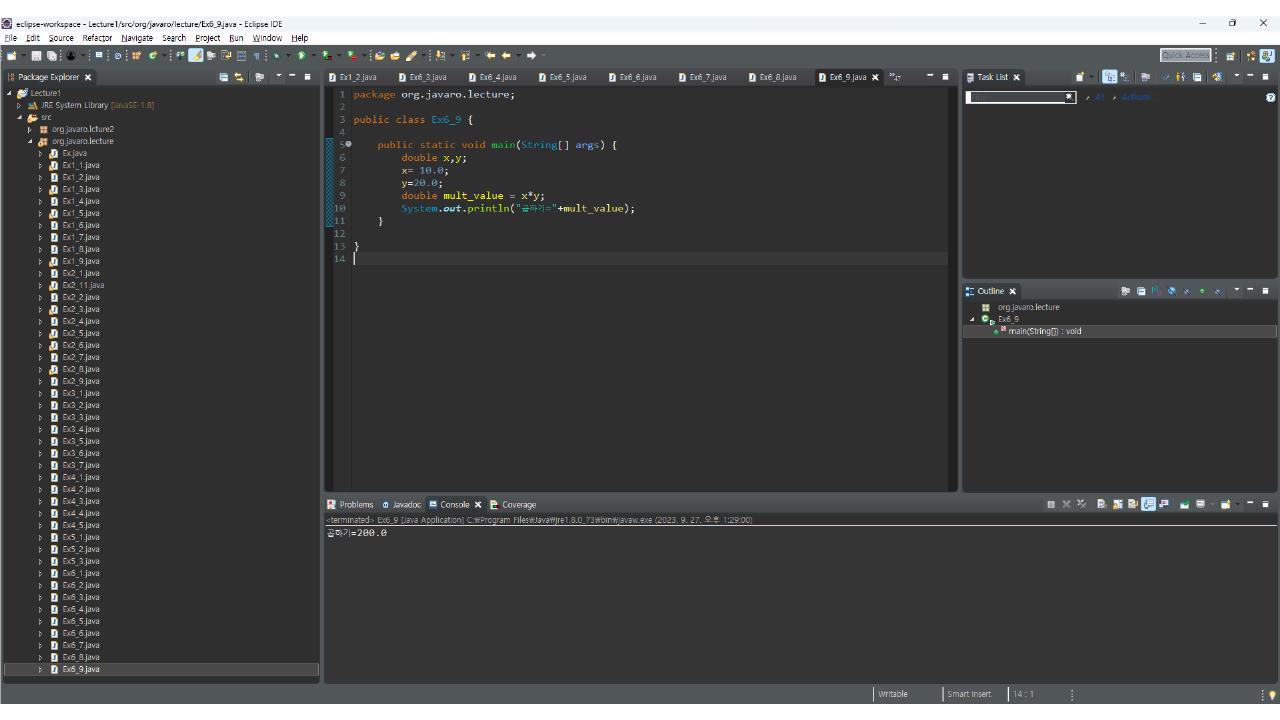 eclipse-workspace - Lecture1/src/org/javaro/lecture/Ex6_9.java - Eclipse IDE
File Edit Source Refactor Navigate Search Project Run Window Help
Quick Access
Package Explorer
Ex1_2.java Ex6_3.java Ex6_4.java Ex6_5.java Ex6_6.java Ex6_7.java Ex6_8.java Ex6_9.java »47
Task List
Lecture1
JRE System Library [JavaSE-1.8]
src
org.javaro.lcture2
org.javaro.lecture
Ex.java
Ex1_1.java
Ex1_2.java
Ex1_3.java
Ex1_4.java
Ex1_5.java
Ex1_6.java
Ex1_7.java
Ex1_8.java
Ex1_9.java
Ex2_1.java
Ex2_11.java
Ex2_2.java
Ex2_3.java
Ex2_4.java
Ex2_5.java
Ex2_6.java
Ex2_7.java
Ex2_8.java
Ex2_9.java
Ex3_1.java
Ex3_2.java
Ex3_3.java
Ex3_4.java
Ex3_5.java
Ex3_6.java
Ex3_7.java
Ex4_1.java
Ex4_2.java
Ex4_3.java
Ex4_4.java
Ex4_5.java
Ex5_1.java
Ex5_2.java
Ex5_3.java
Ex6_1.java
Ex6_2.java
Ex6_3.java
Ex6_4.java
Ex6_5.java
Ex6_6.java
Ex6_7.java
Ex6_8.java
Ex6_9.java
1 package org.javaro.lecture;
2
3 public class Ex6_9 {
4
5 public static void main(String[] args) {
6 double x,y;
7 x= 10.0;
8 y=20.0;
9 double mult_value = x*y;
10 System.out.println("곱하기="+mult_value);
11 }
12
13 }
14
All Activate
Outline
org.javaro.lecture
Ex6_9
main(String[]) : void
Problems Javadoc Console Coverage
<terminated> Ex6_9 [Java Application] C:₩Program Files₩Java₩jre1.8.0_73₩bin₩javaw.exe (2023. 9. 27. 오후 1:29:00)
곱하기=200.0
Writable Smart Insert 14 : 1